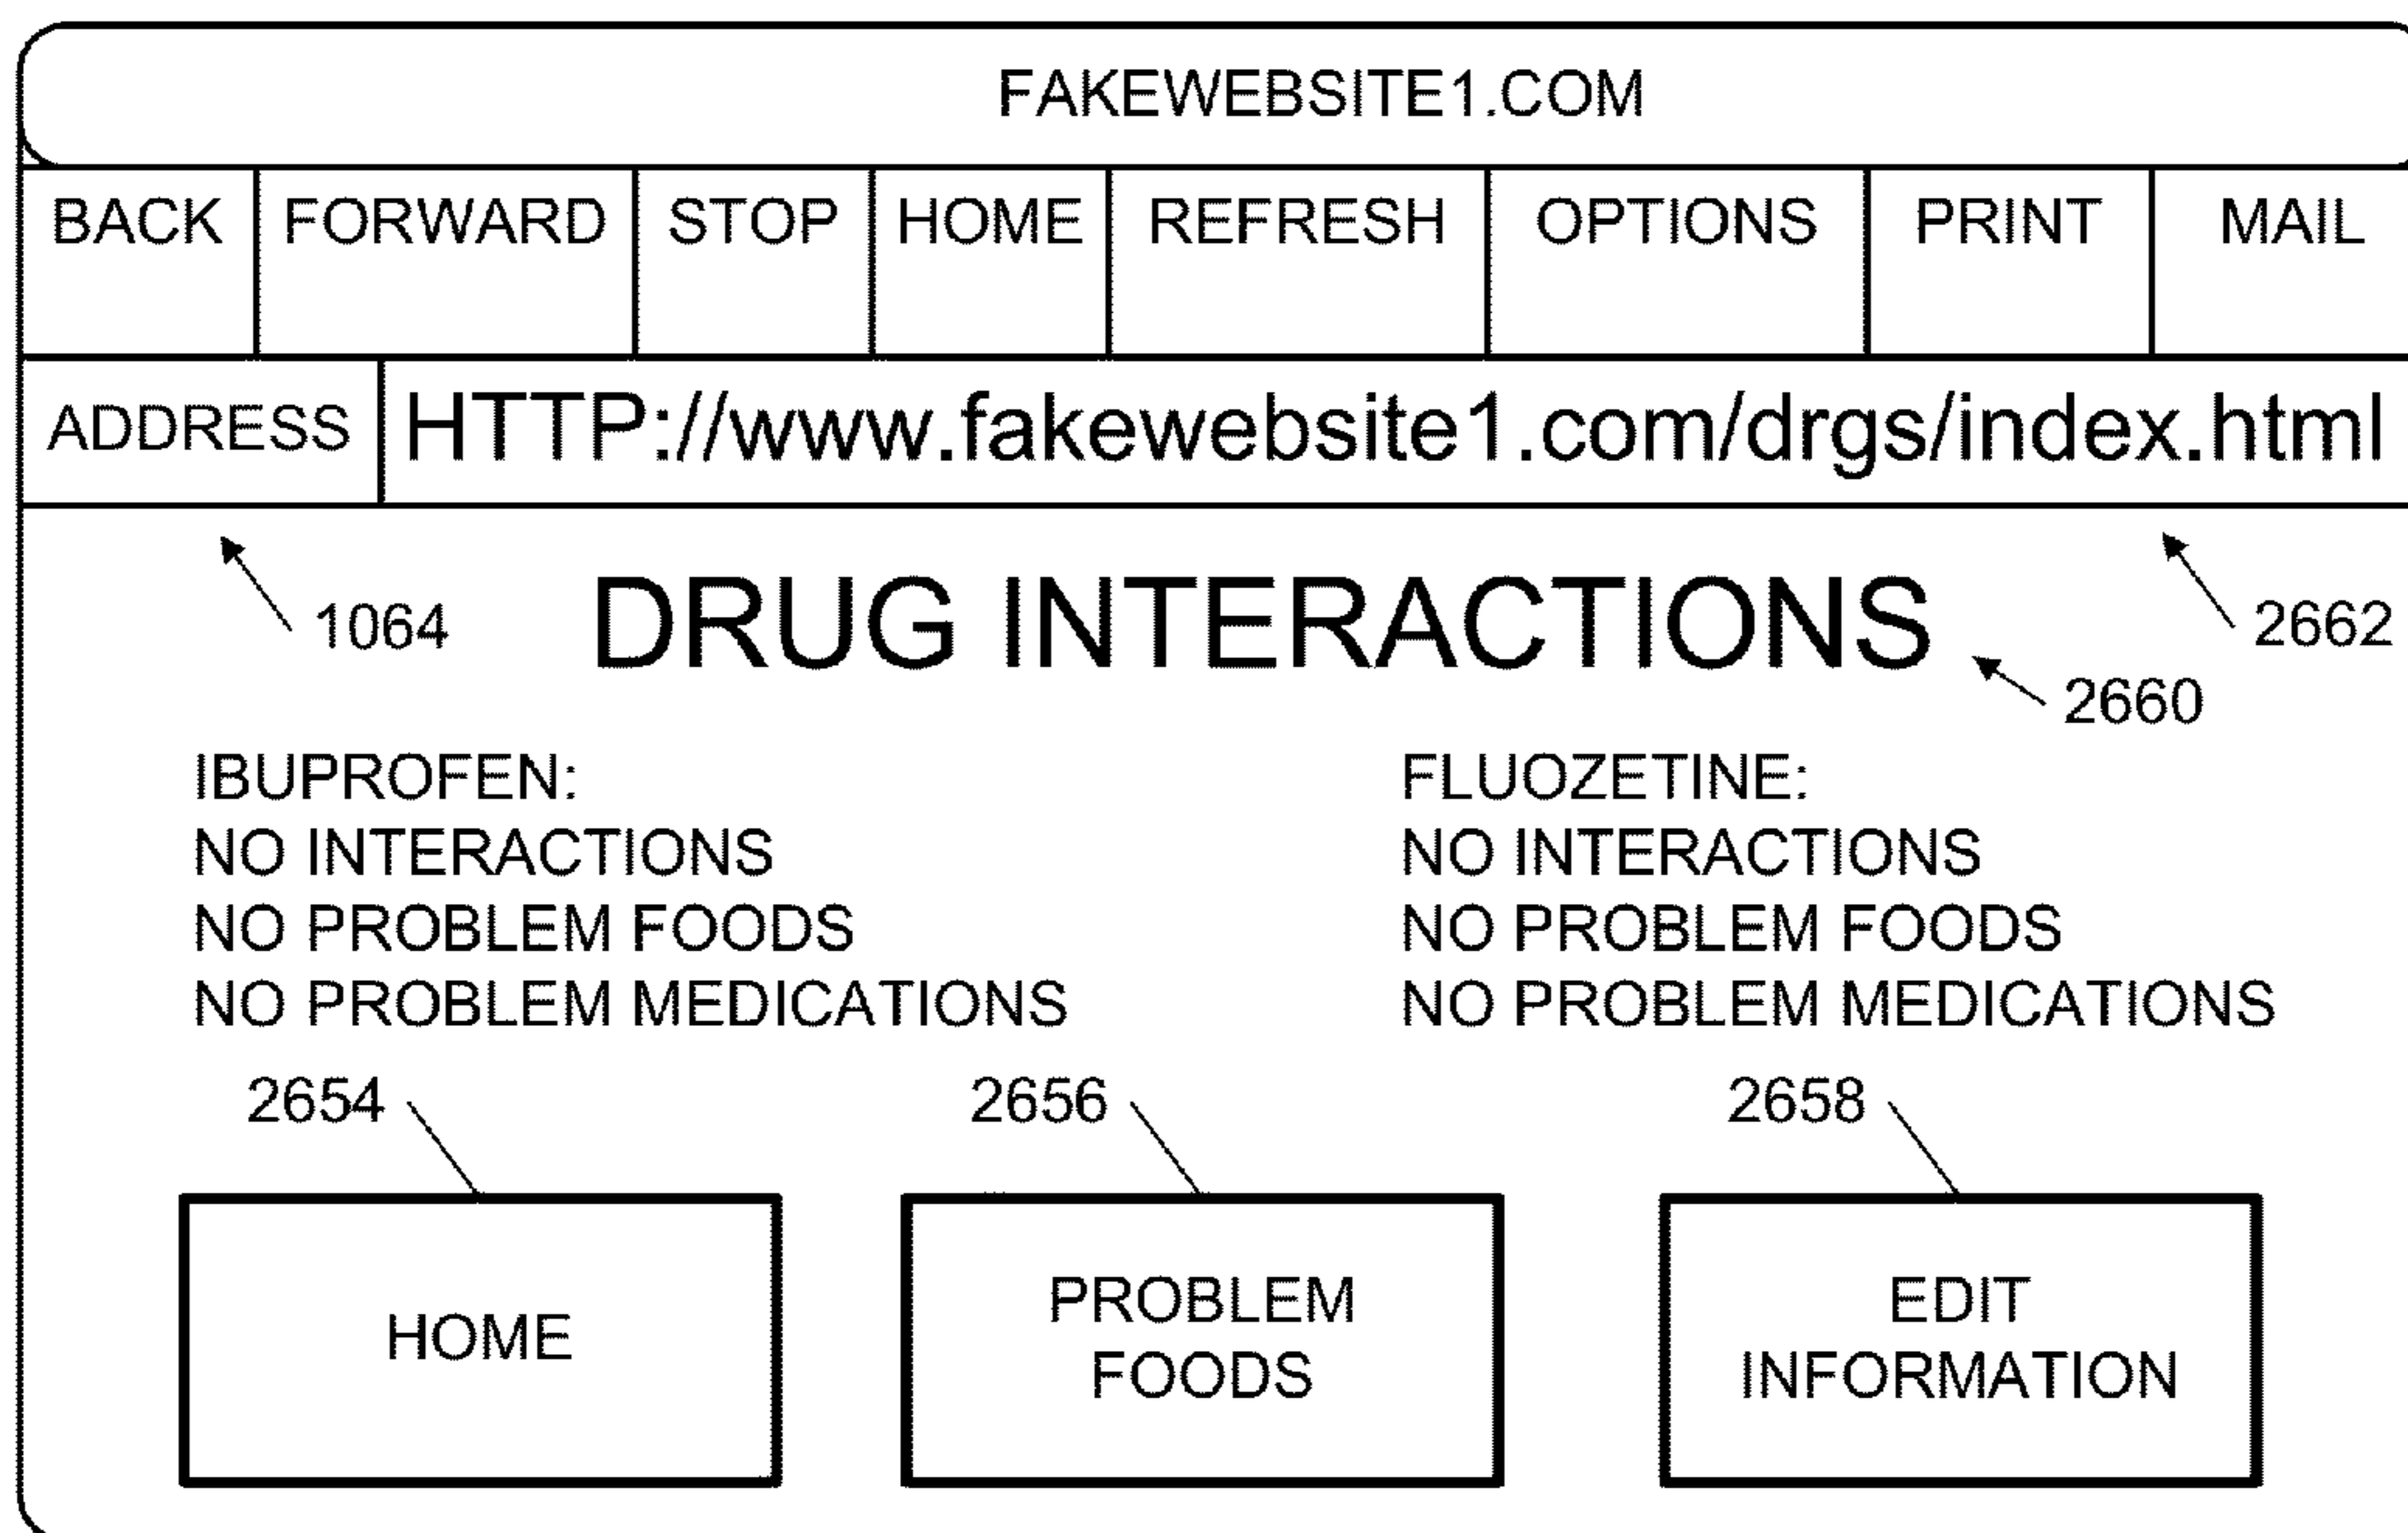 FAKEWEBSITE1.COM
BACK FORWARD STOP HOME REFRESH OPTIONS PRINT MAIL
ADDRESS HTTP://www.fakewebsite1.com/drgs/index.html
1064 DRUG INTERACTIONS 2662
2660
IBUPROFEN: FLUOZETINE:
NO INTERACTIONS NO INTERACTIONS
NO PROBLEM FOODS NO PROBLEM FOODS
NO PROBLEM MEDICATIONS NO PROBLEM MEDICATIONS
2654 2656 2658
HOME
PROBLEM
FOODS
EDIT
INFORMATION